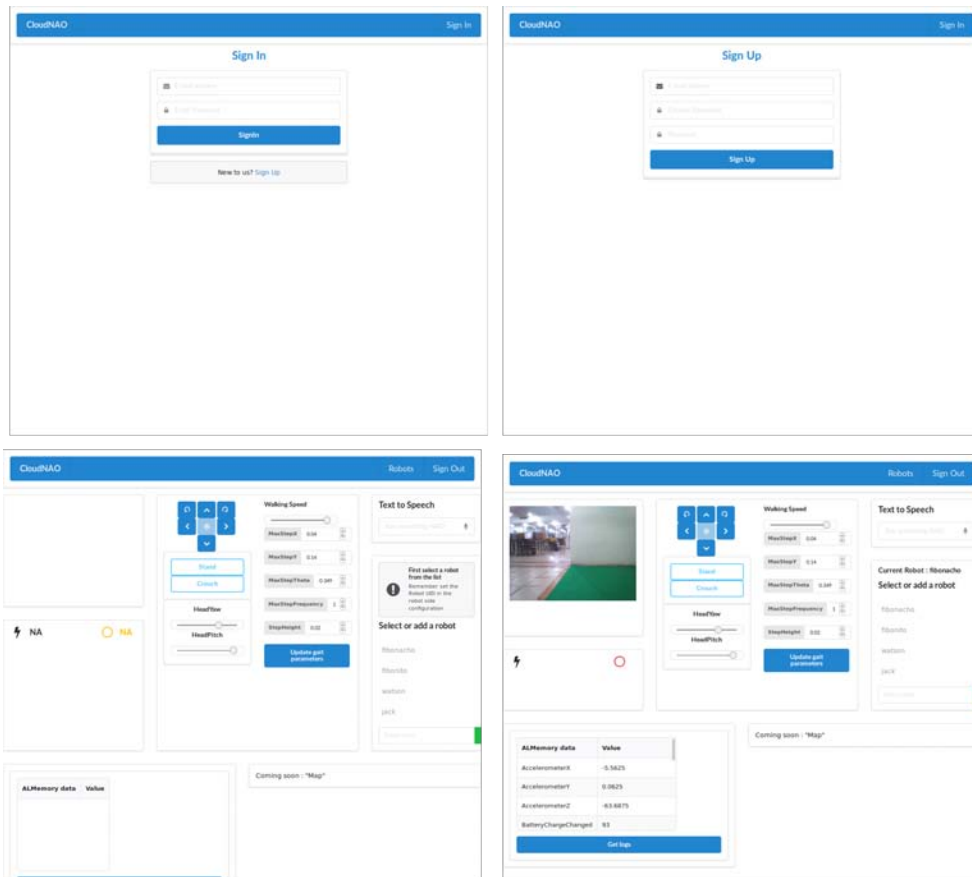 CloudNAO Sign In
Sign In
SignIn
New to us? Sign Up
CloudNAO Sign In
Sign Up
Sign Up
CloudNAO Robots Sign Out
NA NA
Stand
Crouch
HeadYaw
HeadPitch
Walking Speed
MaxStepX 0.04
MaxStepY 0.14
MaxStepTheta 0.349
MaxStepFrequency 1
StepHeight 0.02
Update gait
parameters
Text to Speech
First select a robot
from the list
Remember set the
Robot UID in the
robot side
configuration
Select or add a robot
fibonacho
fibonito
watson
jack
ALMemory data Value
Coming soon : "Map"
CloudNAO Robots Sign Out
Stand
Crouch
HeadYaw
HeadPitch
Walking Speed
MaxStepX 0.04
MaxStepY 0.14
MaxStepTheta 0.349
MaxStepFrequency 1
StepHeight 0.02
Update gait
parameters
Text to Speech
Current Robot : fibonacho
Select or add a robot
fibonacho
fibonito
watson
jack
ALMemory data Value
AccelerometerX -5.5625
AccelerometerY 0.0625
AccelerometerZ -63.6875
BatteryChargeChanged 93
Get logs
Coming soon : "Map"